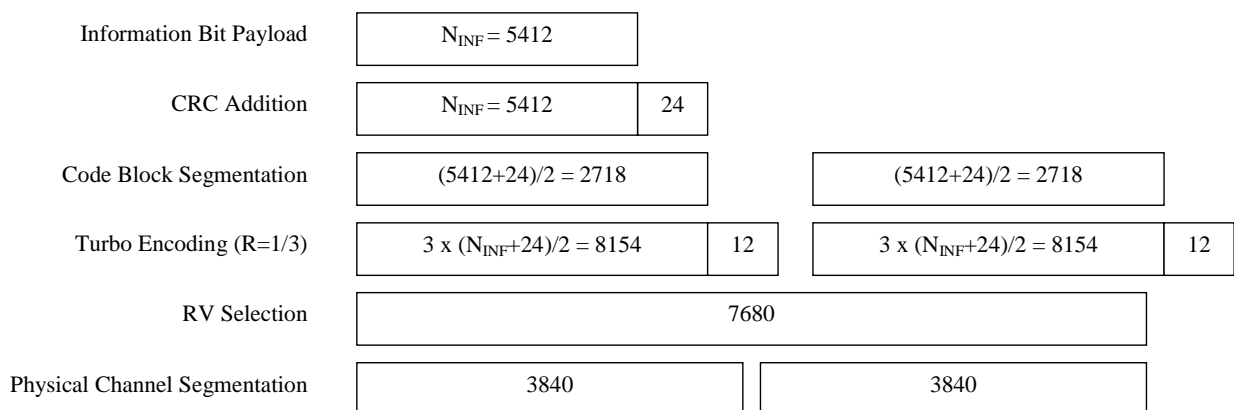 Information Bit Payload N_INF = 5412
CRC Addition N_INF = 5412 24
Code Block Segmentation (5412+24)/2 = 2718 (5412+24)/2 = 2718
Turbo Encoding (R=1/3) 3 x (N_INF+24)/2 = 8154 12 3 x (N_INF+24)/2 = 8154 12
RV Selection 7680
Physical Channel Segmentation 3840 3840